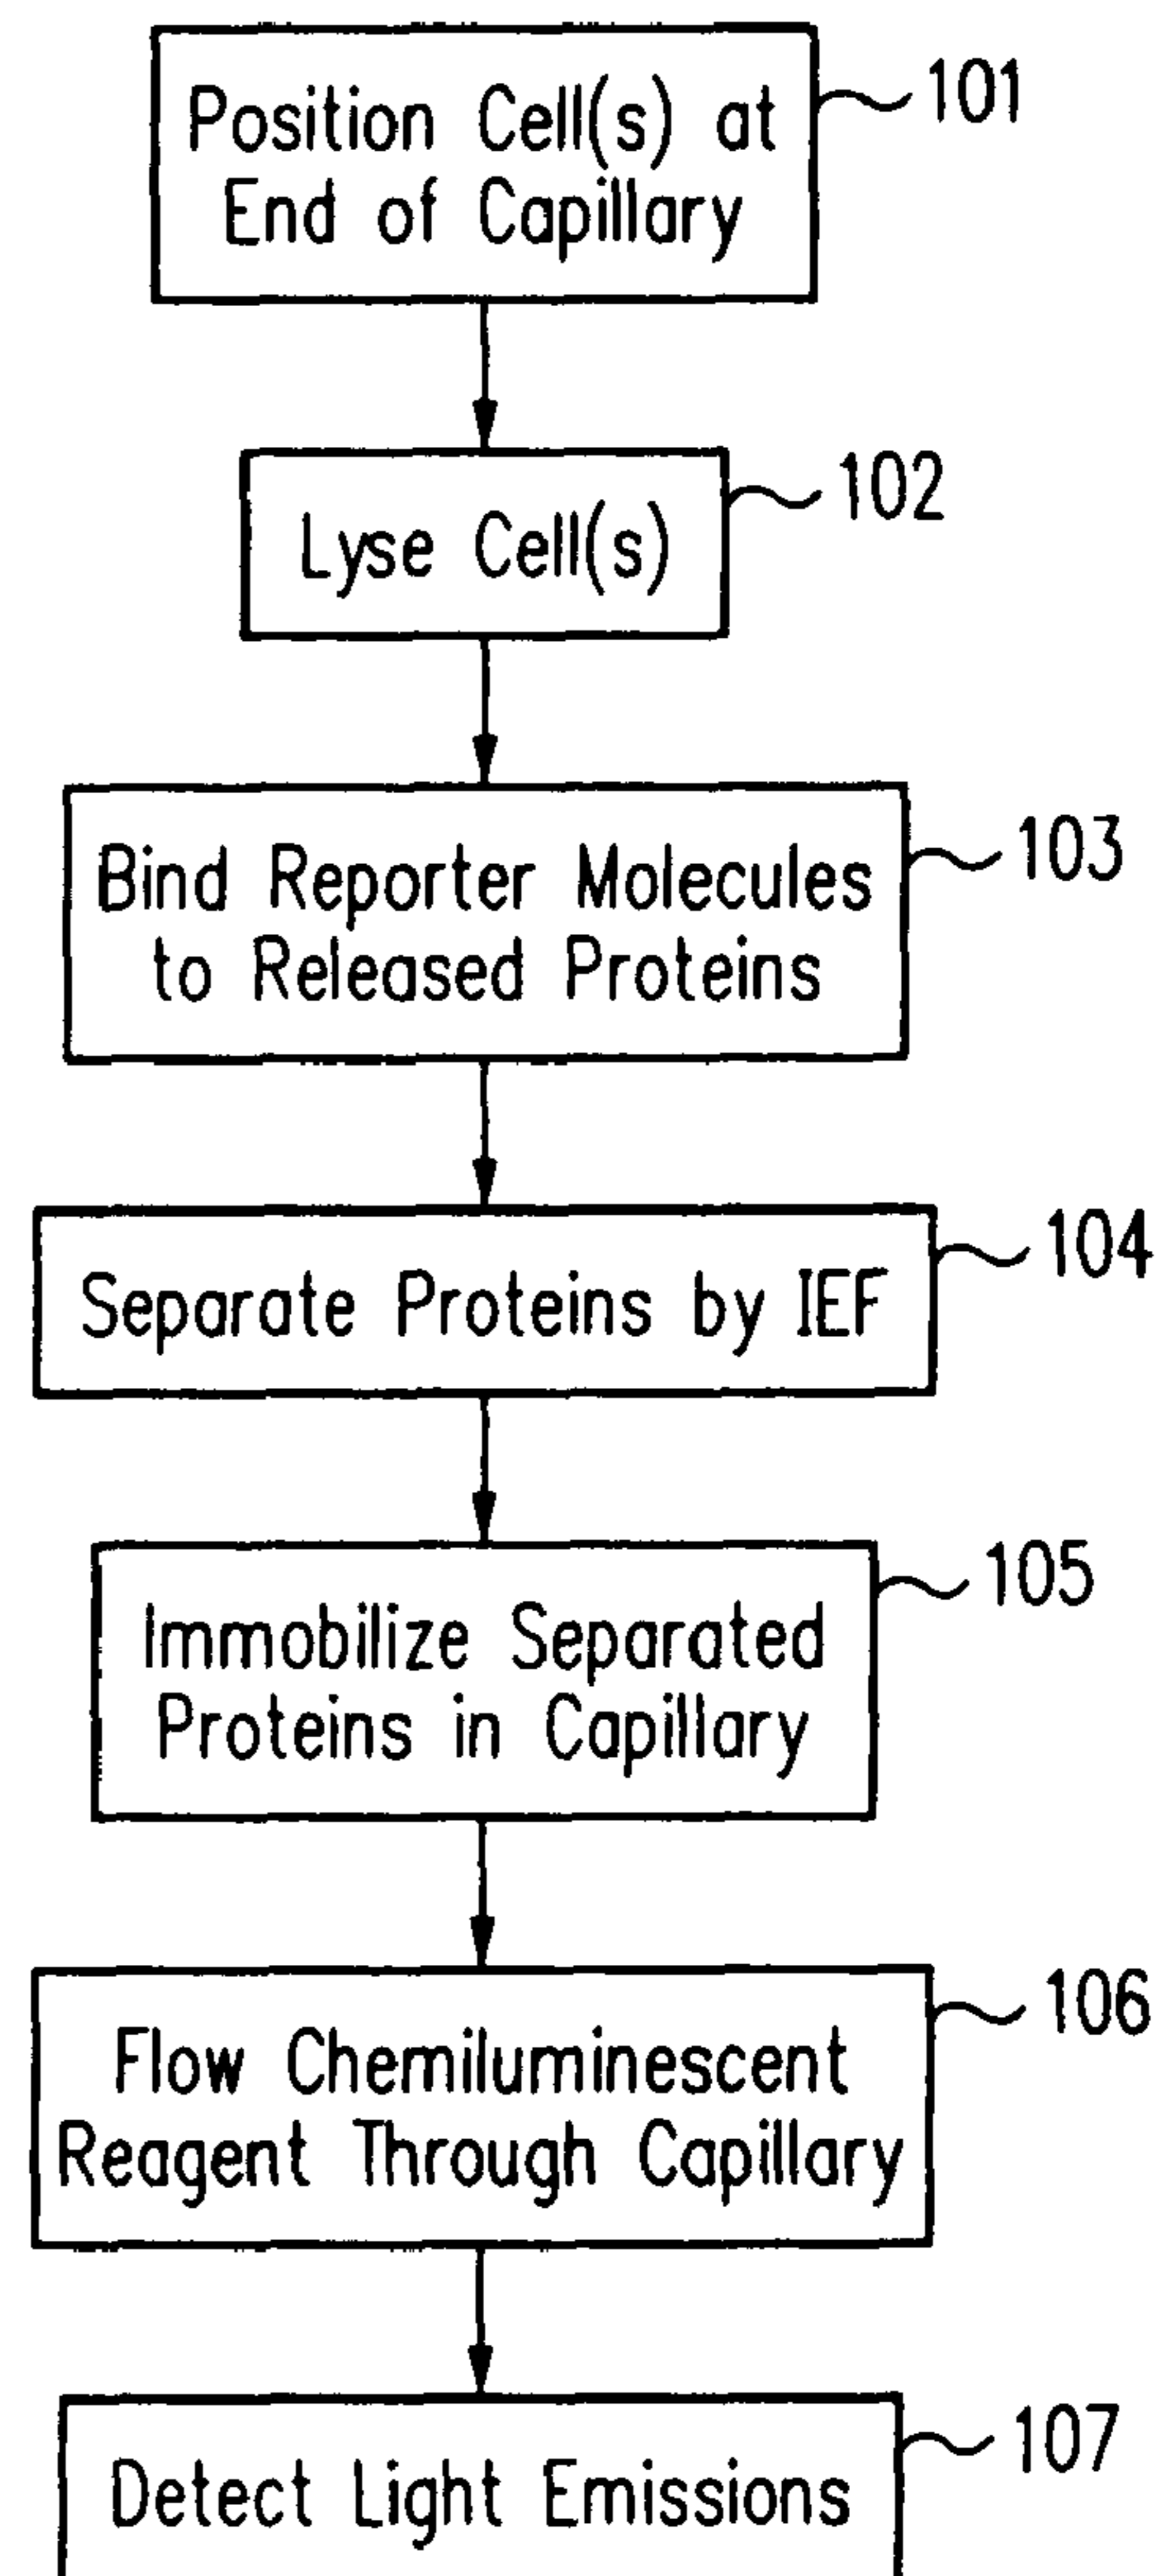 Position Cell(s) at
End of Capillary
101
Lyse Cell(s)
102
Bind Reporter Molecules
to Released Proteins
103
Separate Proteins by IEF
104
Immobilize Separated
Proteins in Capillary
105
Flow Chemiluminescent
Reagent Through Capillary
106
Detect Light Emissions
107